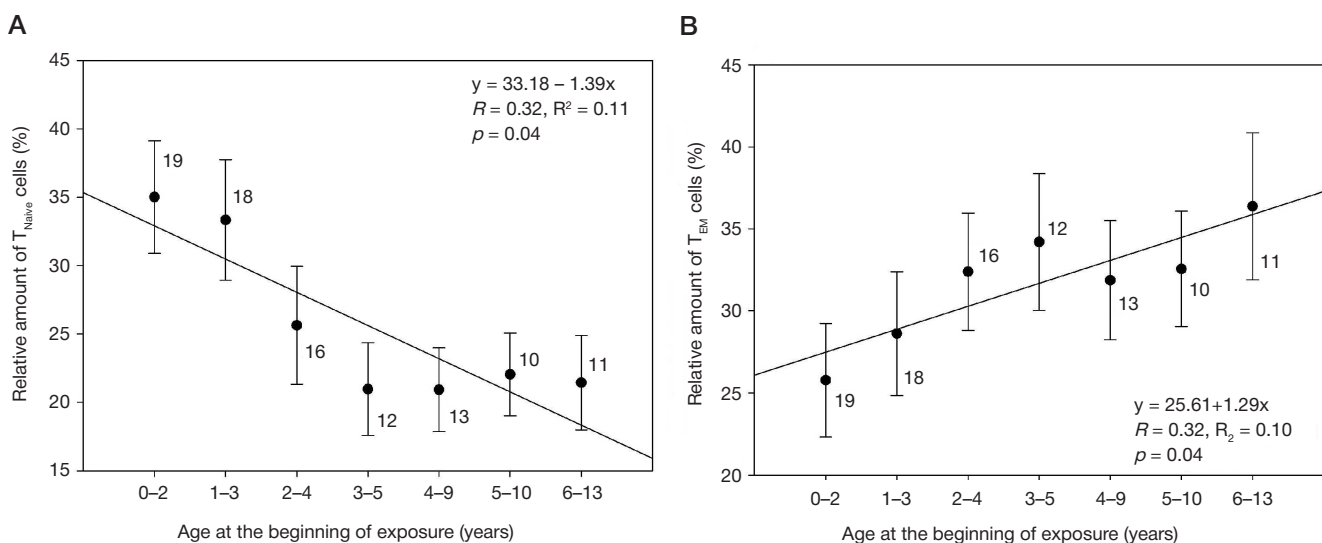 A
45
40
35
30
25
20
15
Relative amount of T_Naive cells (%)
y = 33.18 – 1.39x
R = 0.32, R² = 0.11
p = 0.04
19
18
16
12
13
10
11
0–2 1–3 2–4 3–5 4–9 5–10 6–13
Age at the beginning of exposure (years)
B
45
40
35
30
25
20
Relative amount of T_EM cells (%)
19
18
16
12
13
10
11
y = 25.61+1.29x
R = 0.32, R₂ = 0.10
p = 0.04
0–2 1–3 2–4 3–5 4–9 5–10 6–13
Age at the beginning of exposure (years)